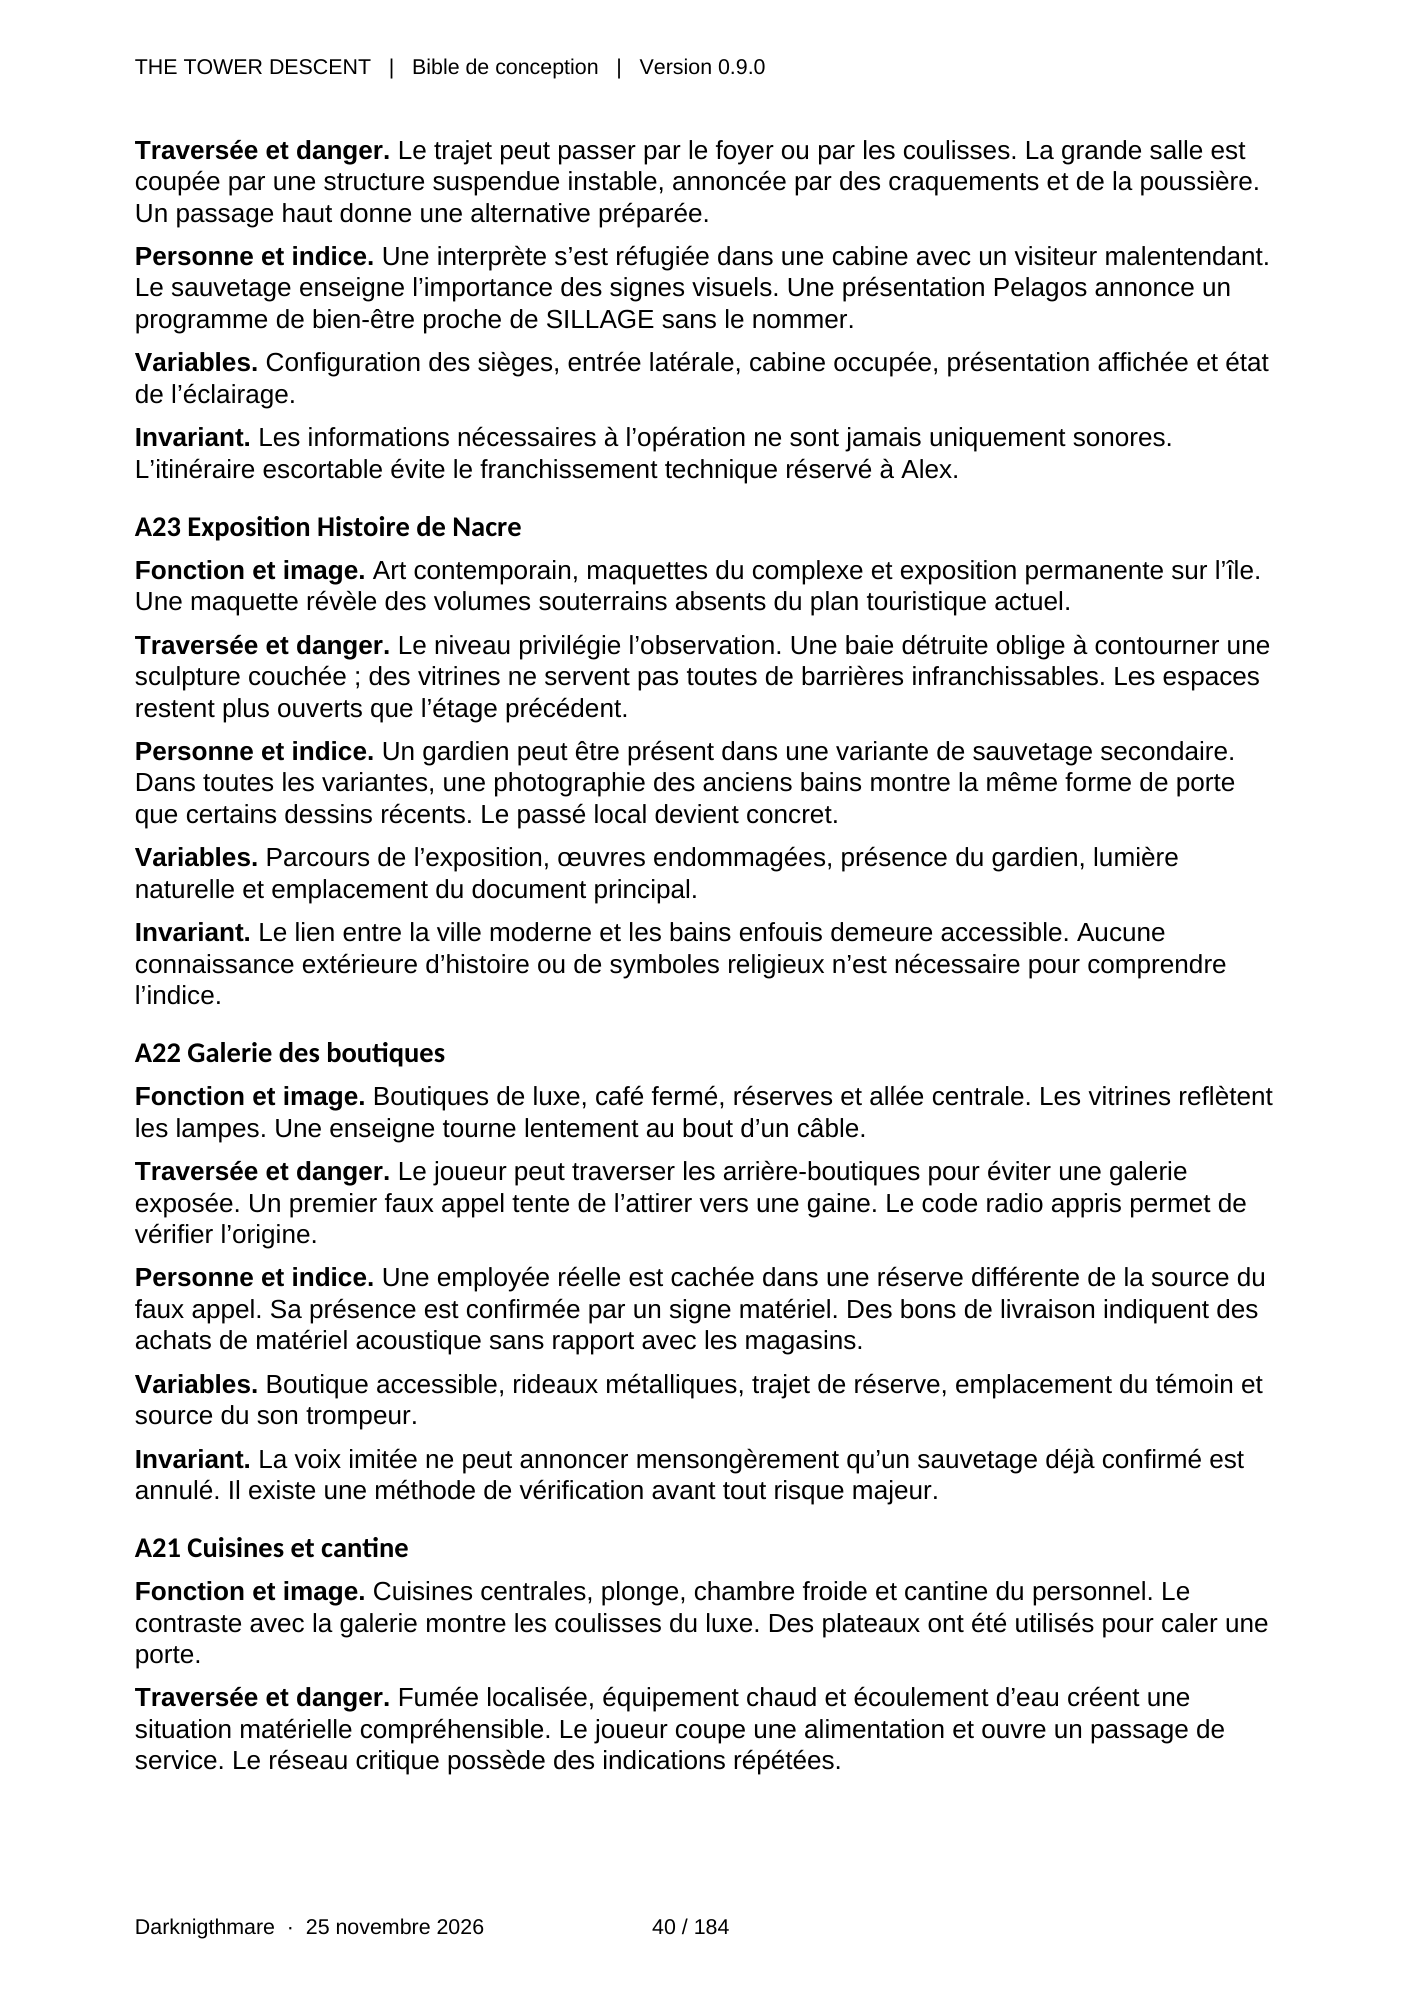 THE TOWER DESCENT | Bible de conception | Version 0.9.0
Traversée et danger. Le trajet peut passer par le foyer ou par les coulisses. La grande salle est
coupée par une structure suspendue instable, annoncée par des craquements et de la poussière.
Un passage haut donne une alternative préparée.
Personne et indice. Une interprète s’est réfugiée dans une cabine avec un visiteur malentendant.
Le sauvetage enseigne l’importance des signes visuels. Une présentation Pelagos annonce un
programme de bien-être proche de SILLAGE sans le nommer.
Variables. Configuration des sièges, entrée latérale, cabine occupée, présentation affichée et état
de l’éclairage.
Invariant. Les informations nécessaires à l’opération ne sont jamais uniquement sonores.
L’itinéraire escortable évite le franchissement technique réservé à Alex.
A23 Exposition Histoire de Nacre
Fonction et image. Art contemporain, maquettes du complexe et exposition permanente sur l’île.
Une maquette révèle des volumes souterrains absents du plan touristique actuel.
Traversée et danger. Le niveau privilégie l’observation. Une baie détruite oblige à contourner une
sculpture couchée ; des vitrines ne servent pas toutes de barrières infranchissables. Les espaces
restent plus ouverts que l’étage précédent.
Personne et indice. Un gardien peut être présent dans une variante de sauvetage secondaire.
Dans toutes les variantes, une photographie des anciens bains montre la même forme de porte
que certains dessins récents. Le passé local devient concret.
Variables. Parcours de l’exposition, œuvres endommagées, présence du gardien, lumière
naturelle et emplacement du document principal.
Invariant. Le lien entre la ville moderne et les bains enfouis demeure accessible. Aucune
connaissance extérieure d’histoire ou de symboles religieux n’est nécessaire pour comprendre
l’indice.
A22 Galerie des boutiques
Fonction et image. Boutiques de luxe, café fermé, réserves et allée centrale. Les vitrines reflètent
les lampes. Une enseigne tourne lentement au bout d’un câble.
Traversée et danger. Le joueur peut traverser les arrière-boutiques pour éviter une galerie
exposée. Un premier faux appel tente de l’attirer vers une gaine. Le code radio appris permet de
vérifier l’origine.
Personne et indice. Une employée réelle est cachée dans une réserve différente de la source du
faux appel. Sa présence est confirmée par un signe matériel. Des bons de livraison indiquent des
achats de matériel acoustique sans rapport avec les magasins.
Variables. Boutique accessible, rideaux métalliques, trajet de réserve, emplacement du témoin et
source du son trompeur.
Invariant. La voix imitée ne peut annoncer mensongèrement qu’un sauvetage déjà confirmé est
annulé. Il existe une méthode de vérification avant tout risque majeur.
A21 Cuisines et cantine
Fonction et image. Cuisines centrales, plonge, chambre froide et cantine du personnel. Le
contraste avec la galerie montre les coulisses du luxe. Des plateaux ont été utilisés pour caler une
porte.
Traversée et danger. Fumée localisée, équipement chaud et écoulement d’eau créent une
situation matérielle compréhensible. Le joueur coupe une alimentation et ouvre un passage de
service. Le réseau critique possède des indications répétées.
Darknigthmare · 25 novembre 2026 40 / 184